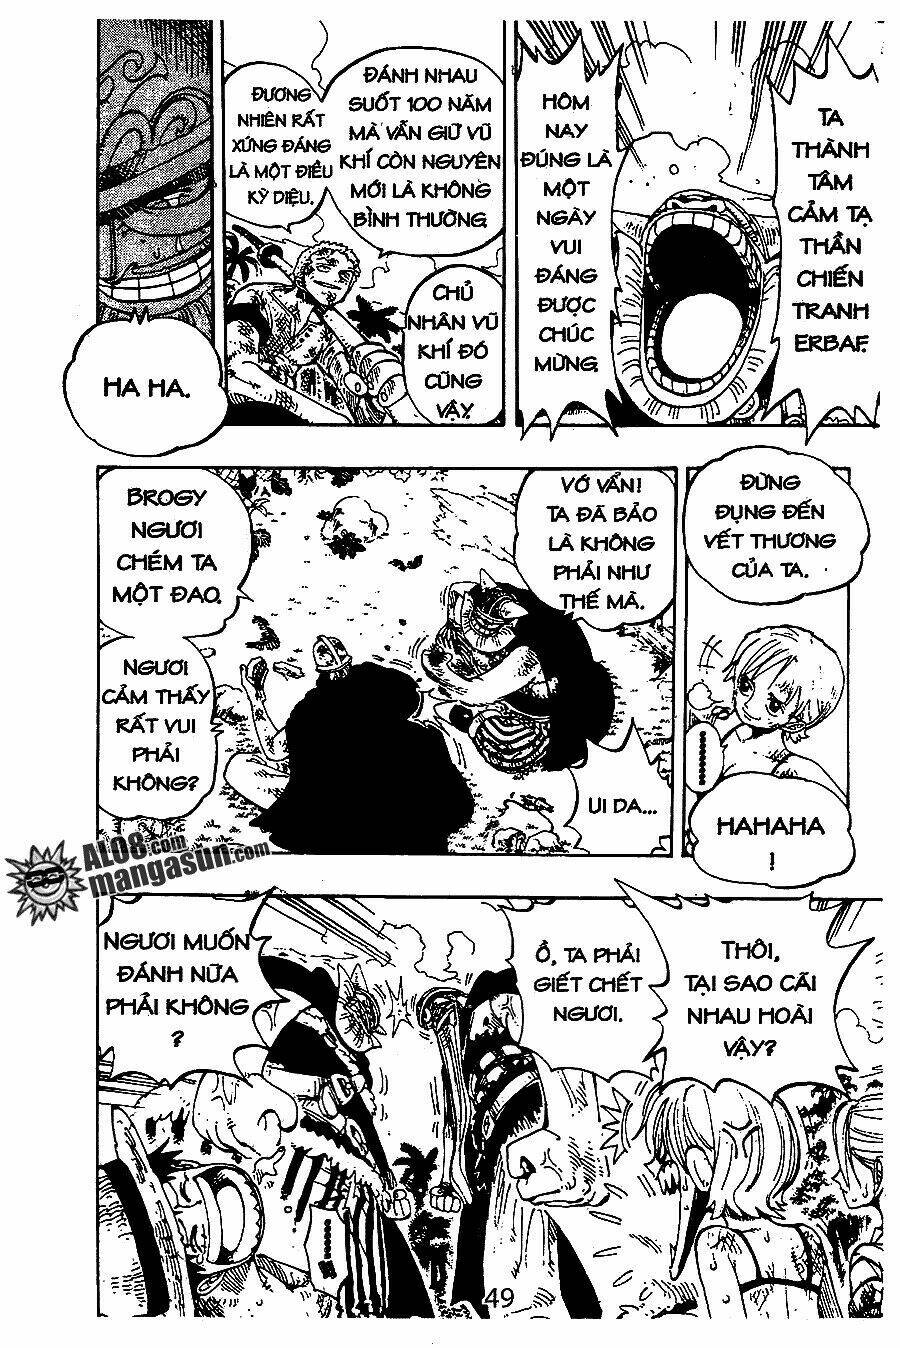 TA
THÀNH
TÂM
CẢM TẠ
THẦN
CHIẾN
TRANH
ERBAF.
HÔM
NAY
ĐÚNG LÀ
MỘT
NGÀY
VUI
ĐÁNG
ĐƯỢC
CHÚC
MỪNG.
ĐÁNH NHAU
SUỐT 100 NĂM
MÀ VẪN GIỮ VŨ
KHÍ CÒN NGUYÊN
MỚI LÀ KHÔNG
BÌNH THƯỜNG.
ĐƯƠNG
NHIÊN RẤT
XỨNG ĐÁNG
LÀ MỘT ĐIỀU
KỲ DIỆU.
CHỦ
NHÂN VŨ
KHÍ ĐÓ
CŨNG
VẬY.
HA HA.
ĐỪNG
ĐỤNG ĐẾN
VẾT THƯƠNG
CỦA TA.
HAHAHA
!
VỚ VẨN!
TA ĐÃ BẢO
LÀ KHÔNG
PHẢI NHƯ
THẾ MÀ.
UI DA...
BROGY
NGƯƠI
CHÉM TA
MỘT ĐAO.
NGƯƠI
CẢM THẤY
RẤT VUI
PHẢI
KHÔNG?
AL08.com
mangasun.com
THÔI,
TẠI SAO CÃI
NHAU HOÀI
VẬY?
Ồ, TA PHẢI
GIẾT CHẾT
NGƯƠI.
NGƯƠI MUỐN
ĐÁNH NỮA
PHẢI KHÔNG
?
49